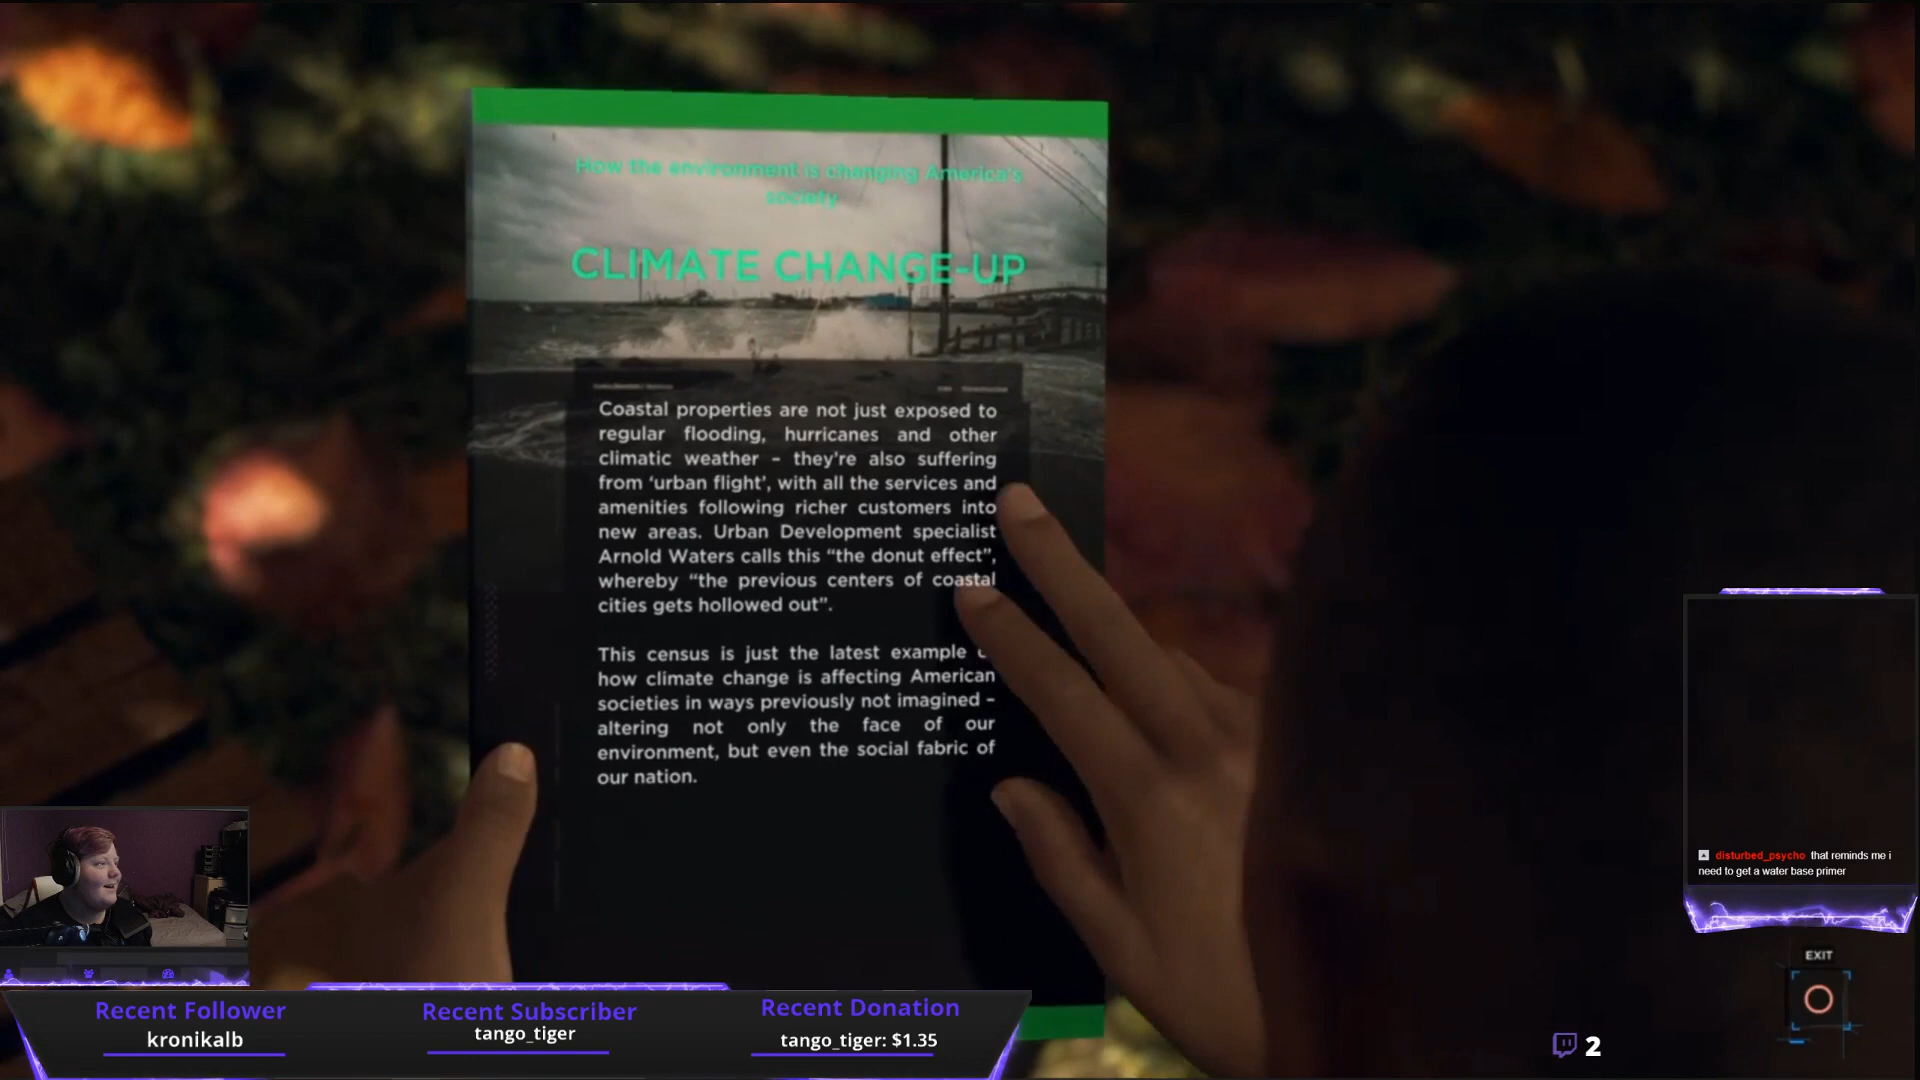 How the environment is changing America's
society
CLIMATE CHANGE-UP
Coastal properties are not just exposed to
regular flooding, hurricanes and other
climatic weather – they're also suffering
from ‘urban flight’, with all the services and
amenities following richer customers into
new areas. Urban Development specialist
Arnold Waters calls this “the donut effect”,
whereby “the previous centers of coastal
cities gets hollowed out”.
This census is just the latest example
how climate change is affecting American
societies in ways previously not imagined –
altering not only the face of our
environment, but even the social fabric of
our nation.
disturbed_psycho that reminds me i
need to get a water base primer
EXIT
Recent Follower
kronikalb
Recent Subscriber
tango_tiger
Recent Donation
tango_tiger: $1.35
2